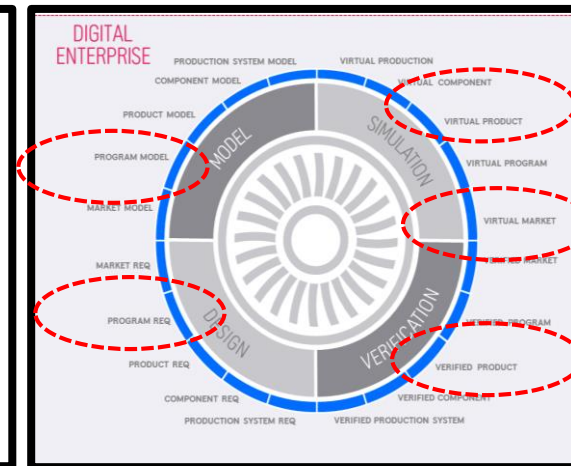 DIGITAL
ENTERPRISE
PRODUCTION SYSTEM MODEL
VIRTUAL PRODUCTION
COMPONENT MODEL
VIRTUAL COMPONENT
PRODUCT MODEL
VIRTUAL PRODUCT
MODEL
SIMULATION
PROGRAM MODEL
VIRTUAL PROGRAM
MARKET MODEL
VIRTUAL MARKET
MARKET REQ
VERIFIED MARKET
PROGRAM REQ
VERIFIED PROGRAM
DESIGN
VERIFICATION
PRODUCT REQ
VERIFIED PRODUCT
COMPONENT REQ
VERIFIED COMPONENT
PRODUCTION SYSTEM REQ
VERIFIED PRODUCTION SYSTEM